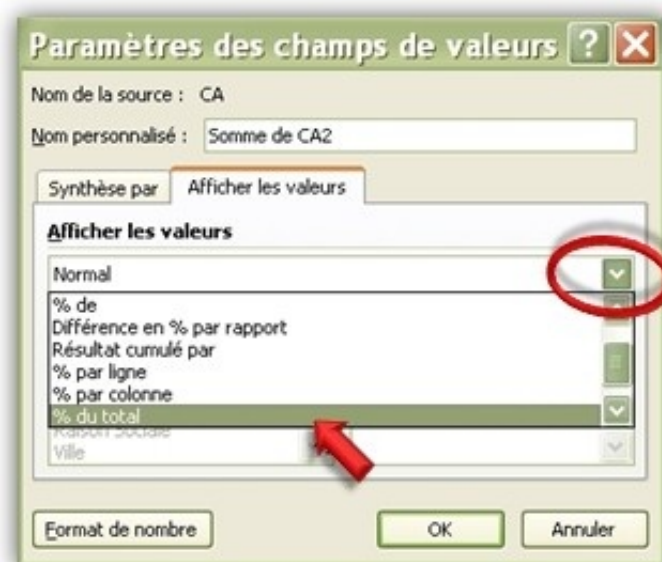 Paramètres des champs de valeurs
Nom de la source : CA
Nom personnalisé : Somme de CA2
Synthèse par Afficher les valeurs
Afficher les valeurs
Normal
% de
Différence en % par rapport
Résultat cumulé par
% par ligne
% par colonne
% du total
Raison Sociale
Ville
Format de nombre OK Annuler